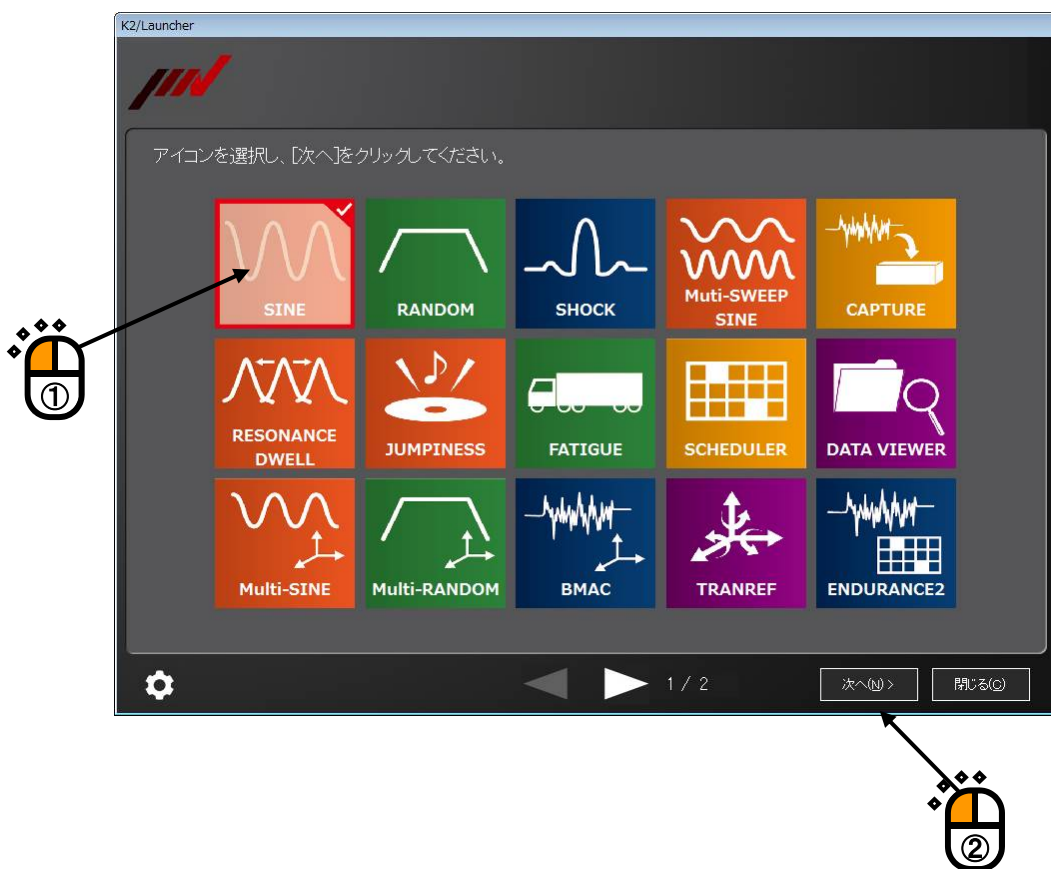 K2/Launcher
アイコンを選択し、[次へ]をクリックしてください。
SINE
RANDOM
SHOCK
Muti-SWEEP
SINE
CAPTURE
RESONANCE
DWELL
JUMPINESS
FATIGUE
SCHEDULER
DATA VIEWER
Multi-SINE
Multi-RANDOM
BMAC
TRANREF
ENDURANCE2
1 / 2
次へ(N) >
閉じる(C)
①
②